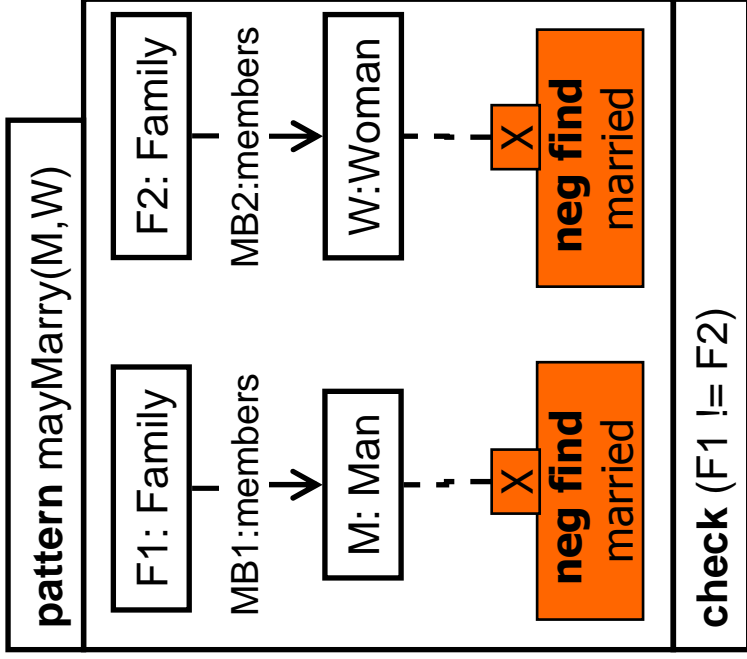 pattern mayMarry(M,W)
F1: Family
F2: Family
MB1:members
MB2:members
M: Man
W:Woman
X
X
neg find
married
neg find
married
check (F1 != F2)